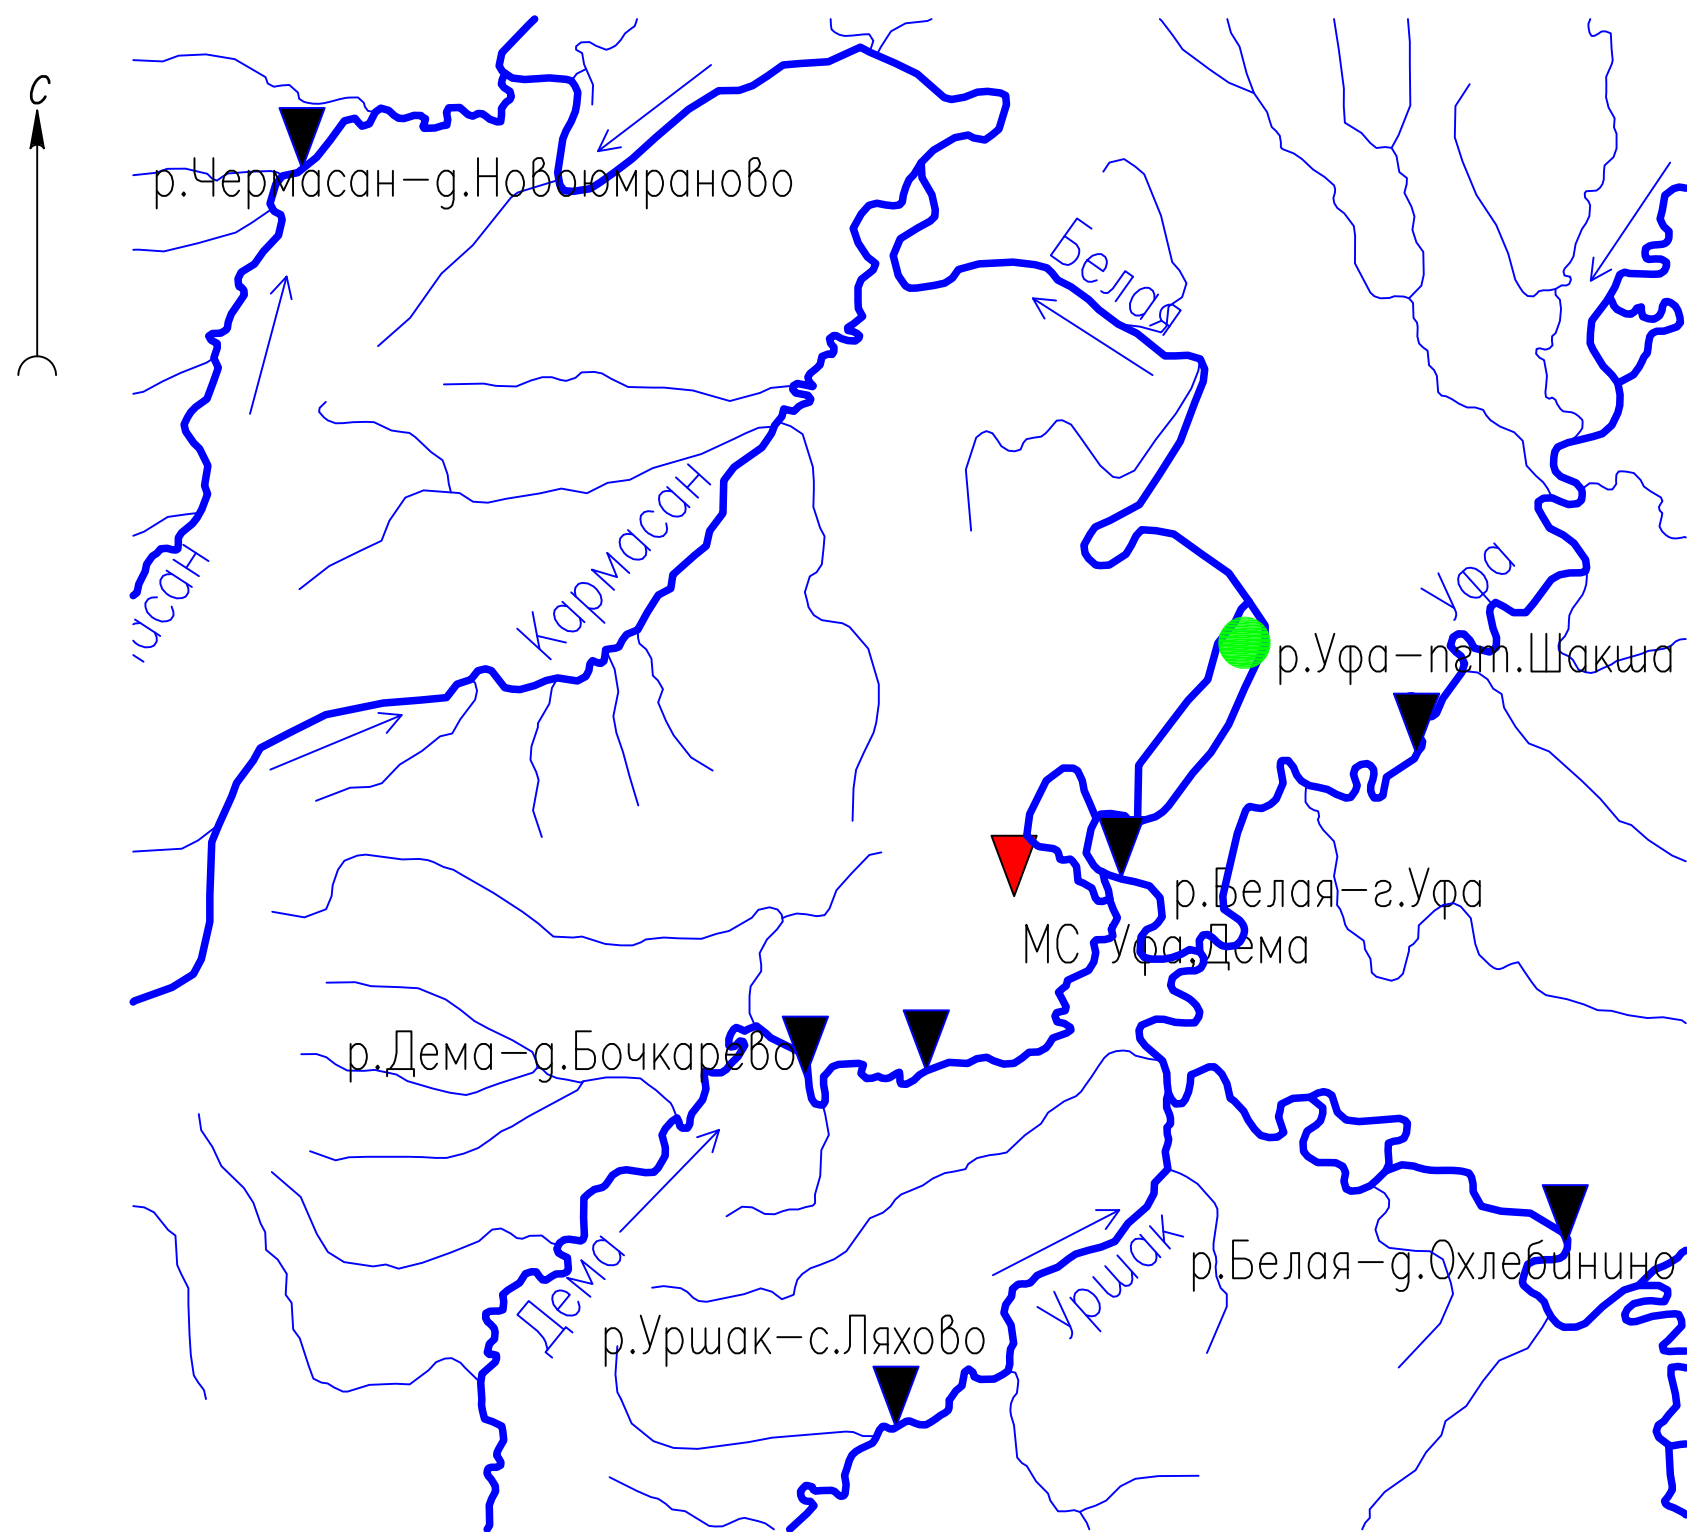 С
р.Чермасан-д.Новоюмраново
Белая
Кармасан
асан
Уфа
р.Уфа-пгт.Шакша
р.Белая-г.Уфа
МС Уфа,Дема
р.Дема-д.Бочкарево
Дема
Уршак
р.Белая-д.Охлебинино
р.Уршак-с.Ляхово